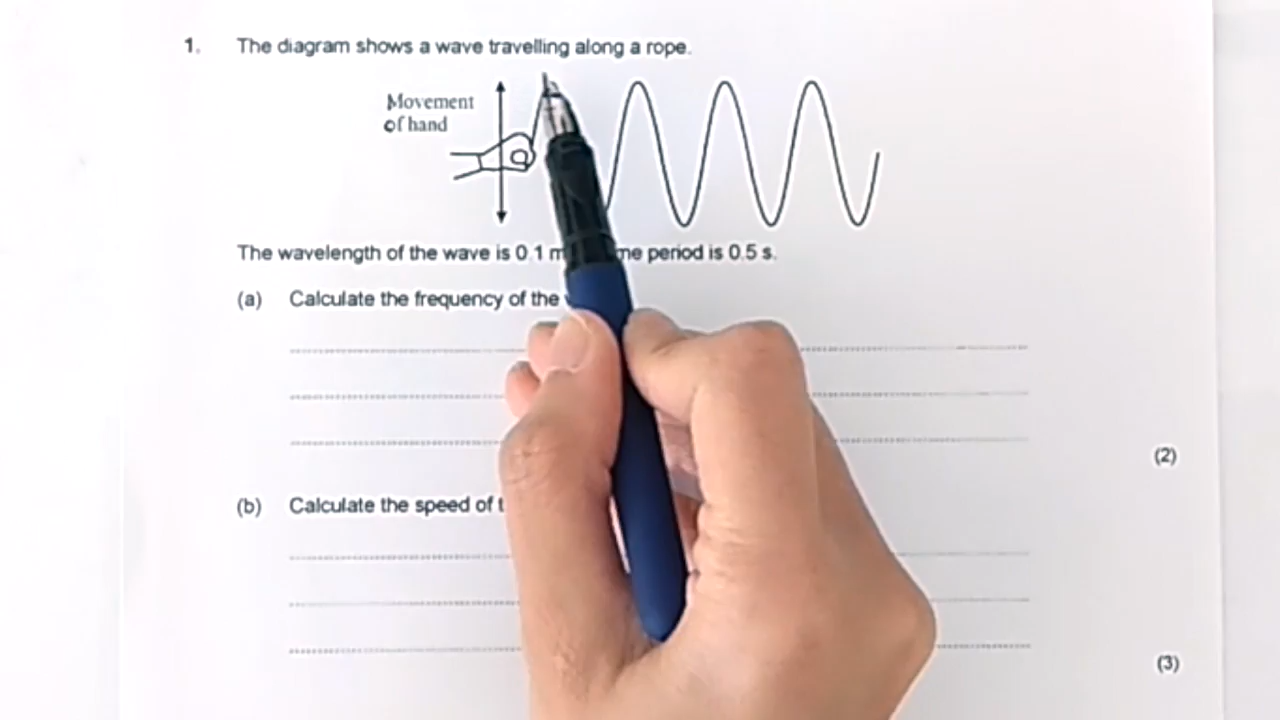 1. The diagram shows a wave travelling along a rope.
Movement
of hand
The wavelength of the wave is 0.1 m period is 0.5 s.
(a) Calculate the frequency of the
(2)
(b) Calculate the speed of
(3)